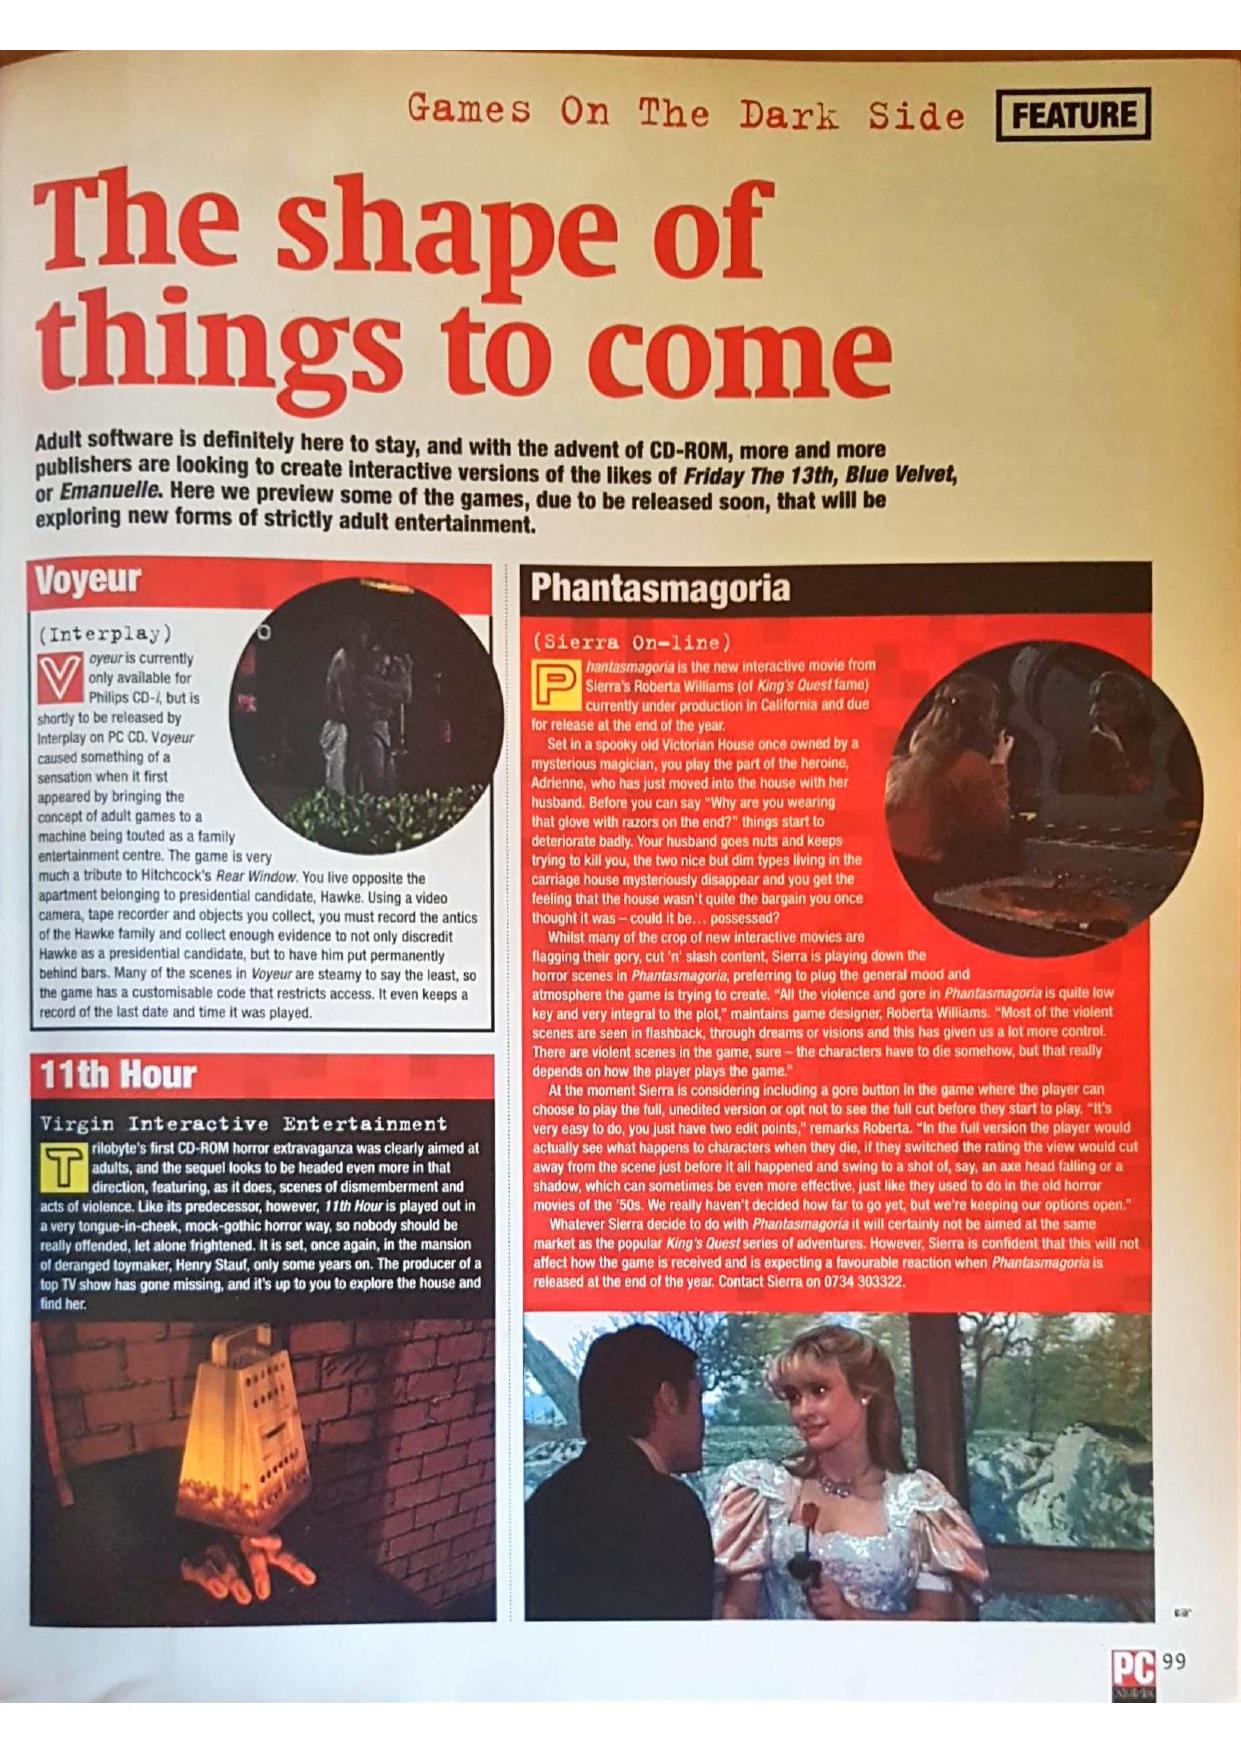 Games On The Dark Side
FEATURE
The shape of
things to come
Adult software is definitely here to stay, and with the advent of CD-ROM, more and more
publishers are looking to create interactive versions of the likes of Friday The 13th, Blue Velvet,
or Emanuelle. Here we preview some of the games, due to be released soon, that will be
exploring new forms of strictly adult entertainment.
Voyeur
(Interplay)
Voyeur is currently
only available for
Philips CD-i, but is
shortly to be released by
Interplay on PC CD. Voyeur
caused something of a
sensation when it first
appeared by bringing the
concept of adult games to a
machine being touted as a family
entertainment centre. The game is very
much a tribute to Hitchcock's Rear Window. You live opposite the
apartment belonging to presidential candidate, Hawke. Using a video
camera, tape recorder and objects you collect, you must record the antics
of the Hawke family and collect enough evidence to not only discredit
Hawke as a presidential candidate, but to have him put permanently
behind bars. Many of the scenes in Voyeur are steamy to say the least, so
the game has a customisable code that restricts access. It even keeps a
record of the last date and time it was played.
11th Hour
Virgin Interactive Entertainment
Trilobyte's first CD-ROM horror extravaganza was clearly aimed at
adults, and the sequel looks to be headed even more in that
direction, featuring, as it does, scenes of dismemberment and
acts of violence. Like its predecessor, however, 11th Hour is played out in
a very tongue-in-cheek, mock-gothic horror way, so nobody should be
really offended, let alone frightened. It is set, once again, in the mansion
of deranged toymaker, Henry Stauf, only some years on. The producer of a
top TV show has gone missing, and it's up to you to explore the house and
find her.
Phantasmagoria
(Sierra On-line)
Phantasmagoria is the new interactive movie from
Sierra's Roberta Williams (of King's Quest fame)
currently under production in California and due
for release at the end of the year.
Set in a spooky old Victorian House once owned by a
mysterious magician, you play the part of the heroine,
Adrienne, who has just moved into the house with her
husband. Before you can say "Why are you wearing
that glove with razors on the end?" things start to
deteriorate badly. Your husband goes nuts and keeps
trying to kill you, the two nice but dim types living in the
carriage house mysteriously disappear and you get the
feeling that the house wasn't quite the bargain you once
thought it was – could it be... possessed?
Whilst many of the crop of new interactive movies are
flagging their gory, cut 'n' slash content, Sierra is playing down the
horror scenes in Phantasmagoria, preferring to plug the general mood and
atmosphere the game is trying to create. "All the violence and gore in Phantasmagoria is quite low
key and very integral to the plot," maintains game designer, Roberta Williams. "Most of the violent
scenes are seen in flashback, through dreams or visions and this has given us a lot more control.
There are violent scenes in the game, sure – the characters have to die somehow, but that really
depends on how the player plays the game."
At the moment Sierra is considering including a gore button in the game where the player can
choose to play the full, unedited version or opt not to see the full cut before they start to play. "It's
very easy to do, you just have two edit points," remarks Roberta. "In the full version the player would
actually see what happens to characters when they die, if they switched the rating the view would cut
away from the scene just before it all happened and swing to a shot of, say, an axe head falling or a
shadow, which can sometimes be even more effective, just like they used to do in the old horror
movies of the '50s. We really haven't decided how far to go yet, but we're keeping our options open."
Whatever Sierra decide to do with Phantasmagoria it will certainly not be aimed at the same
market as the popular King's Quest series of adventures. However, Sierra is confident that this will not
affect how the game is received and is expecting a favourable reaction when Phantasmagoria is
released at the end of the year. Contact Sierra on 0734 303322.
PC 99